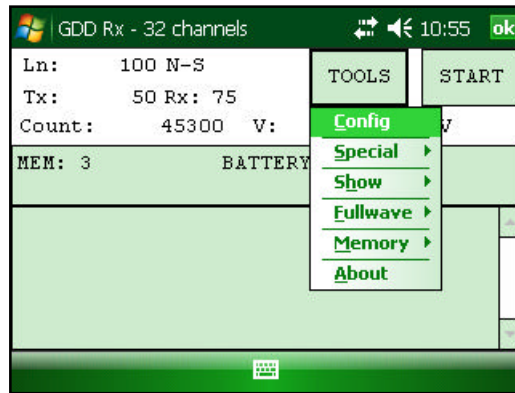 GDD Rx - 32 channels 10:55 ok
Ln: 100 N-S
Tx: 50 Rx: 75
Count: 45300 V: V
TOOLS START
MEM: 3 BATTERY
Config
Special
Show
Fullwave
Memory
About